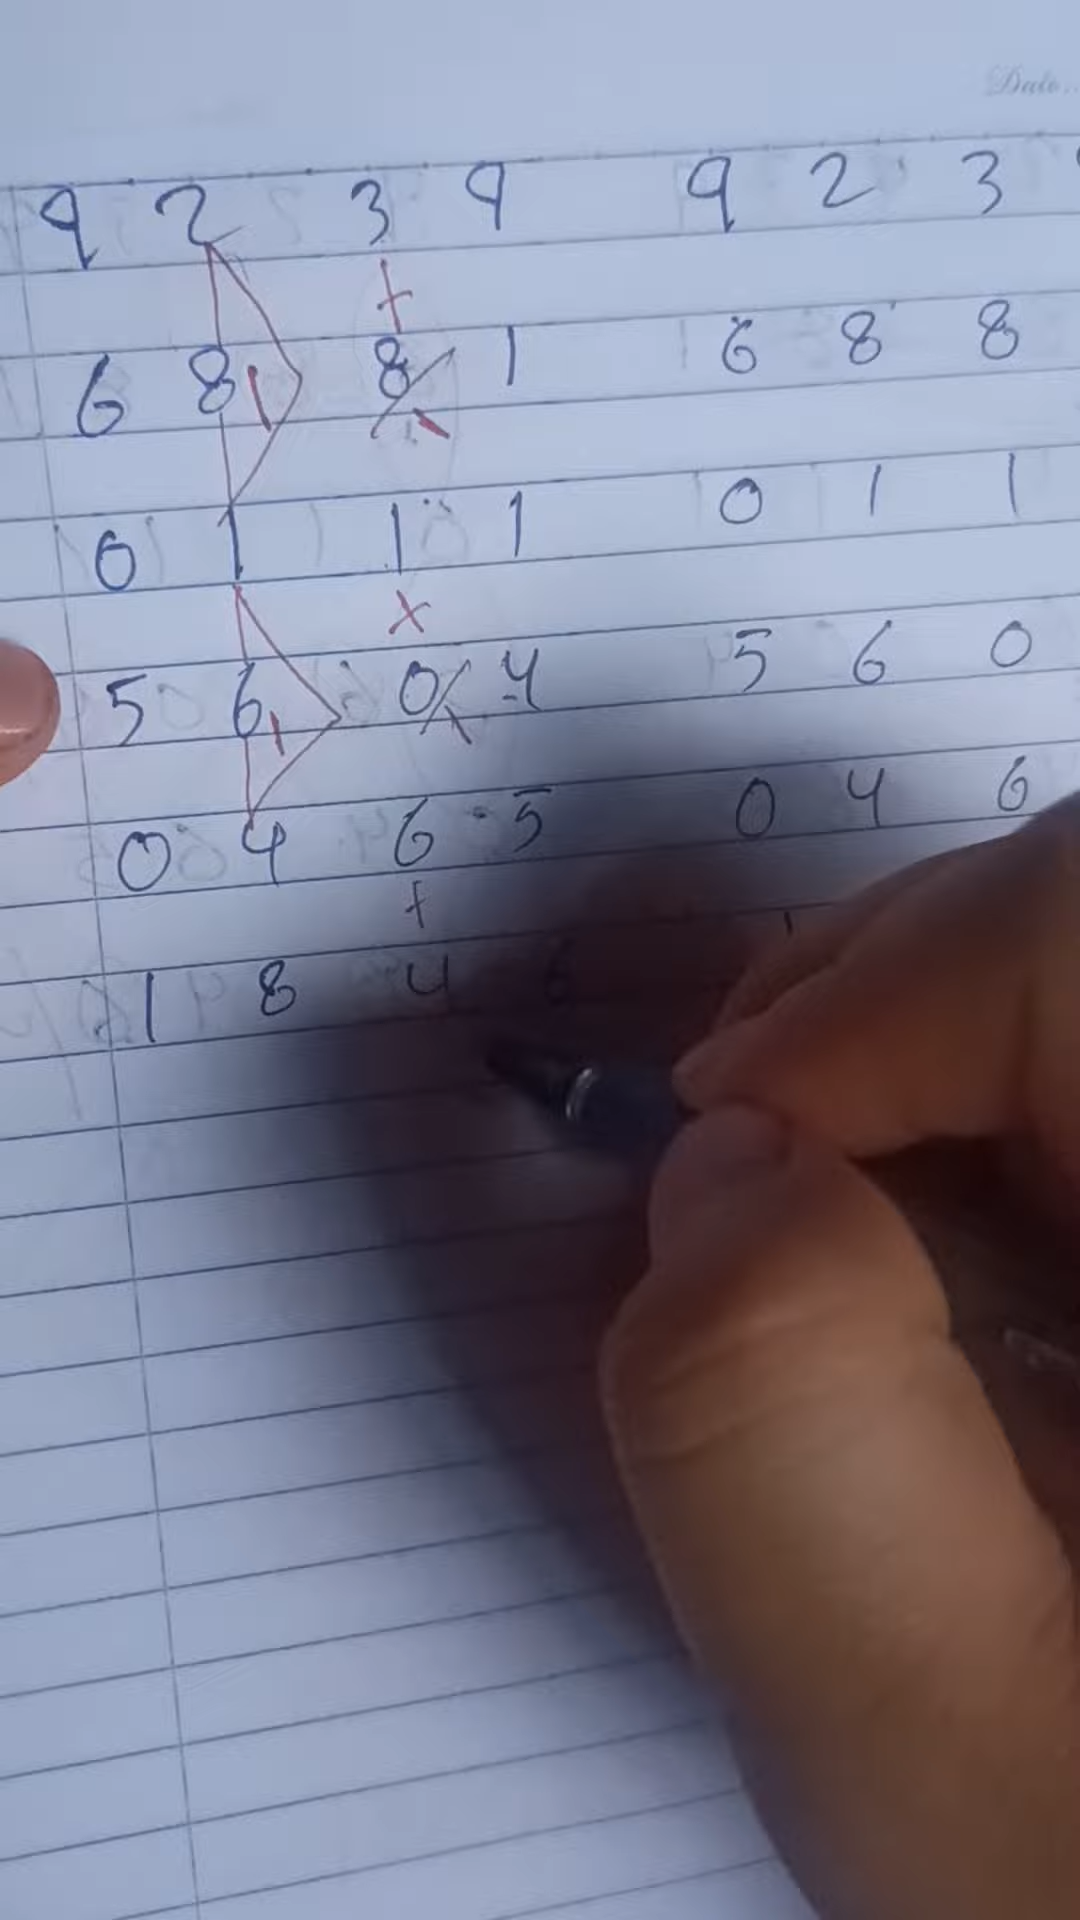 Date...
9 2 3 9 9 2 3
+
6 8 8 1 6 8 8
0 1 1 1 0 1 1
x
5 6 0 4 5 6 0
0 4 6 5 0 4 6
+
1 8 4 6